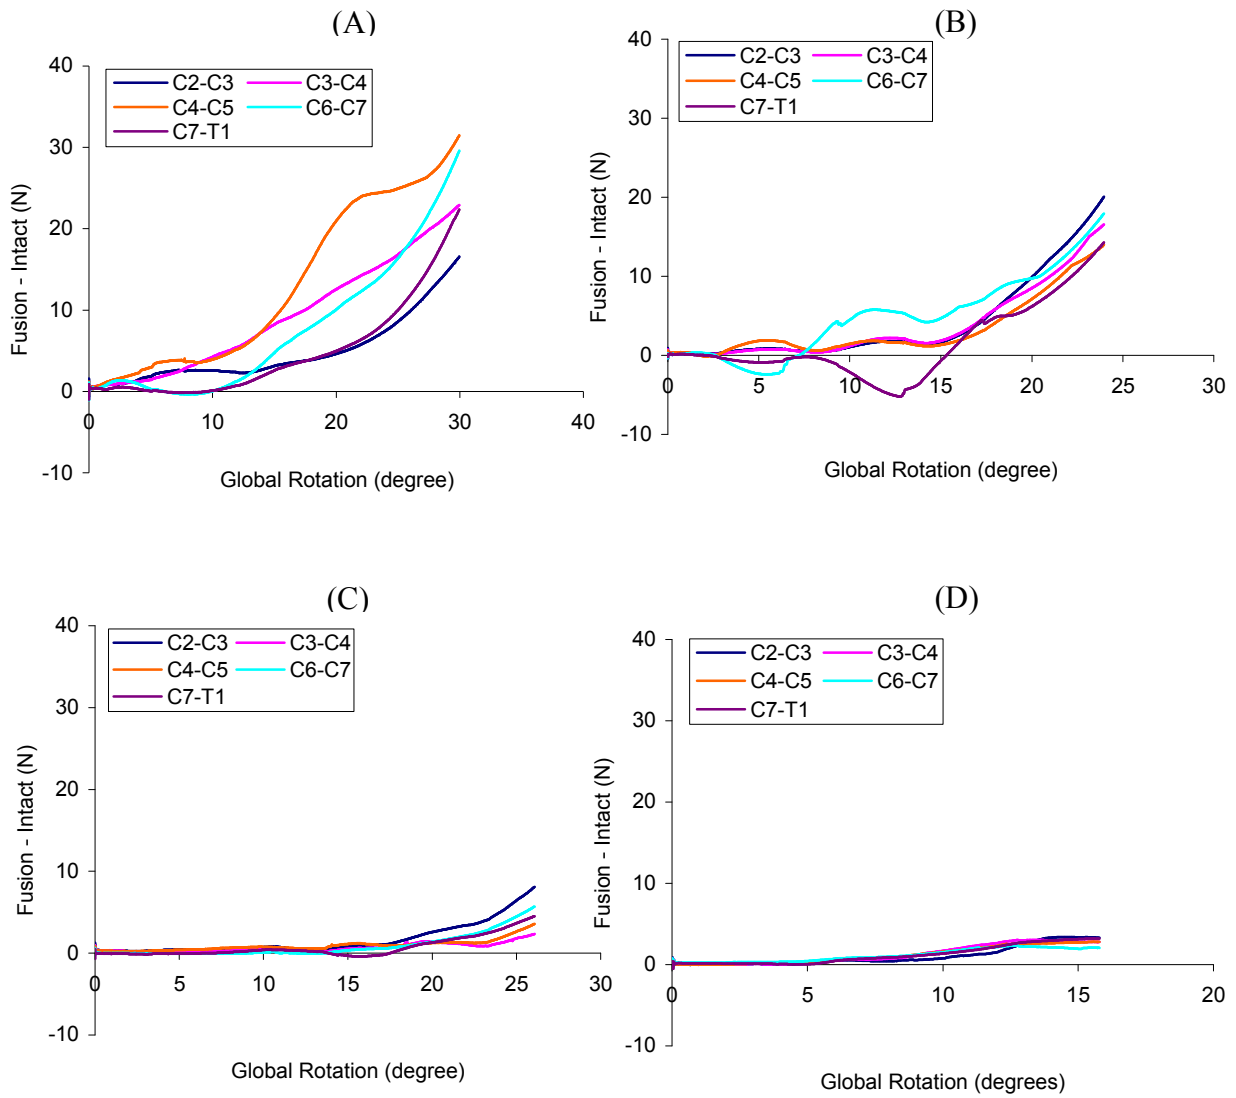 (A)
40
30
20
10
0
-10
0 10 20 30 40
C2-C3 C3-C4
C4-C5 C6-C7
C7-T1
Fusion - Intact (N)
Global Rotation (degree)
(B)
40
30
20
10
0
-10
0 5 10 15 20 25 30
C2-C3 C3-C4
C4-C5 C6-C7
C7-T1
Fusion - Intact (N)
Global Rotation (degree)
(C)
40
30
20
10
0
-10
0 5 10 15 20 25 30
C2-C3 C3-C4
C4-C5 C6-C7
C7-T1
Fusion - Intact (N)
Global Rotation (degree)
(D)
40
30
20
10
0
-10
0 5 10 15 20
C2-C3 C3-C4
C4-C5 C6-C7
C7-T1
Fusion - Intact (N)
Global Rotation (degrees)